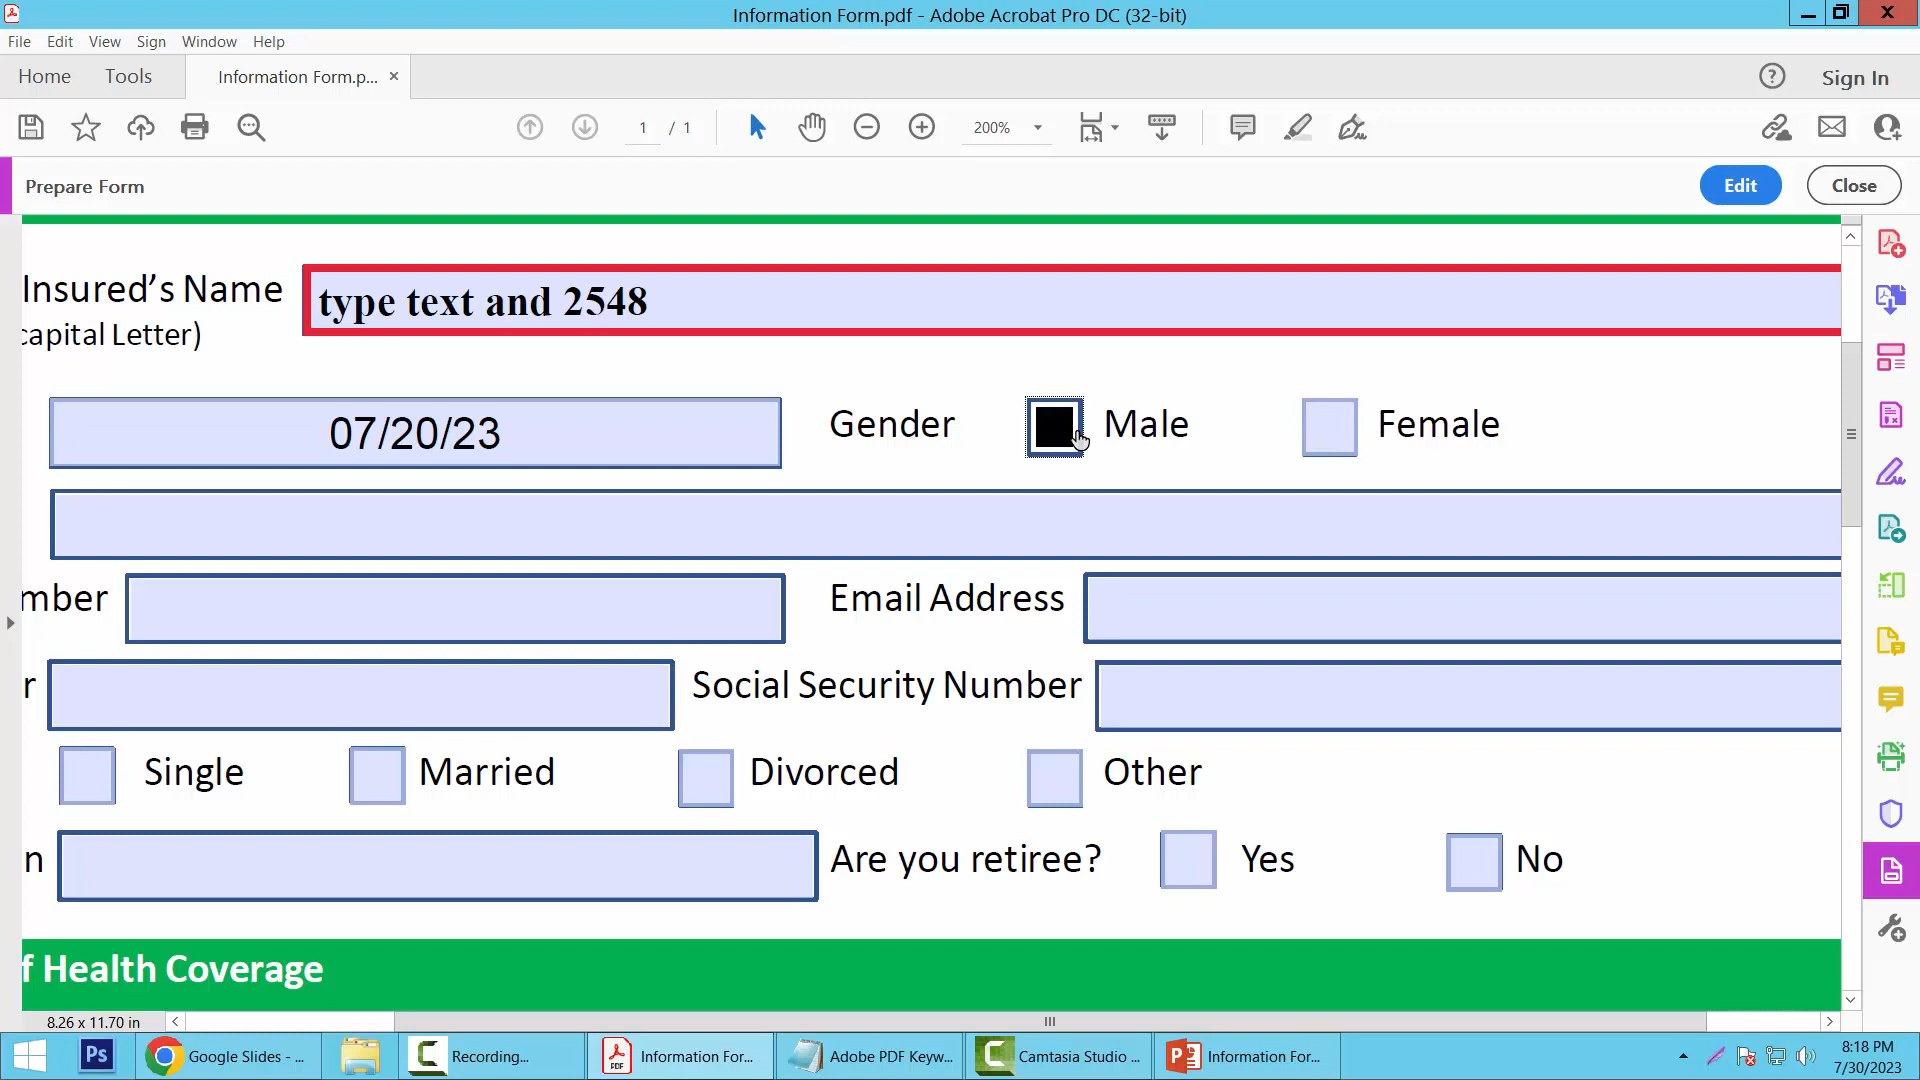 Information Form.pdf - Adobe Acrobat Pro DC (32-bit)
File Edit View Sign Window Help
Home Tools Information Form.p... × Sign In
1 / 1 200%
Prepare Form Edit Close
Insured's Name type text and 2548
capital Letter)
07/20/23 Gender Male Female
mber Email Address
r Social Security Number
Single Married Divorced Other
n Are you retiree? Yes No
f Health Coverage
8.26 x 11.70 in
Ps Google Slides - ... Recording... PDF Information For... Adobe PDF Keyw... Camtasia Studio ... Information For... 8:18 PM
7/30/2023